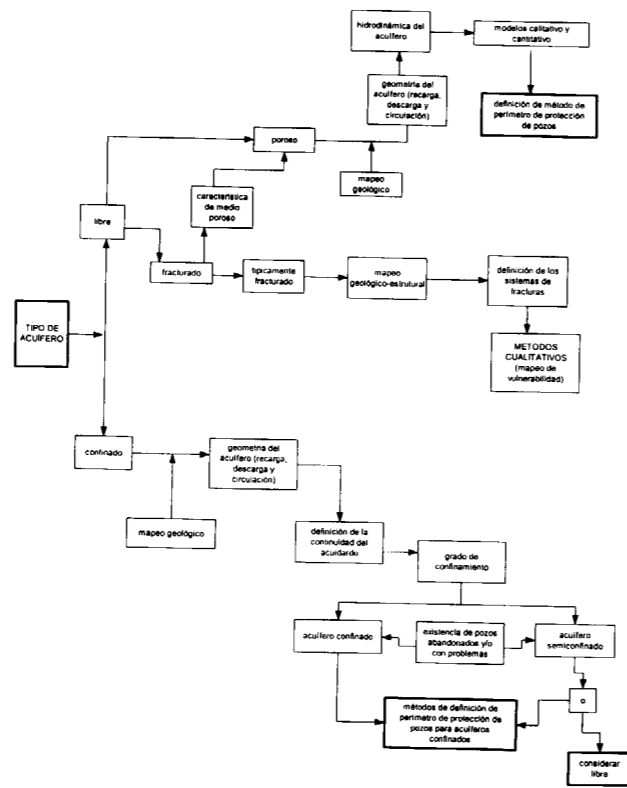 hidrodinámica del
acuífero
modelos calitativo y
cantitativo
geometría del
acuífero (recarga,
descarga y
circulación)
definición de método de
perímetro de protección
de pozos
poroso
mapeo
geológico
característica
de medio
poroso
libre
fracturado
tipicamente
fracturado
mapeo
geológico-estrutural
definición de los
sistemas de
fracturas
TIPO DE
ACUÍFERO
METODOS
CUALITATIVOS
(mapeo de
vulnerabilidad)
confinado
geometría del
acuífero (recarga,
descarga y
circulación)
mapeo geológico
definición de la
continuidad del
acuidardo
grado de
confinamiento
acuífero confinado
existencia de pozos
abandonados y/o
con problemas
acuífero
semiconfinado
métodos de definición de
perímetro de protección de
pozos para acuíferos
confinados
o
considerar
libre